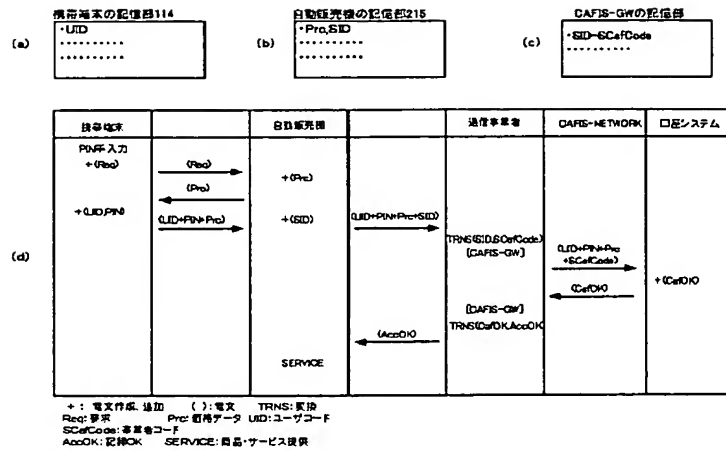 携帯端末の記憶部114
自動販売機の記憶部215
CAFIS-GWの記憶部
(a)
・UID
(b)
・Prc,SID
(c)
・SID-SCafCode
携帯端末
自動販売機
通信事業者
CAFIS-NETWORK
口座システム
PIN手入力
+(Req)
(Req)
+(Prc)
(Prc)
+(UID,PIN)
(UID+PIN+Prc)
+(SID)
(UID+PIN+Prc+SID)
TRNS(SID,SCafCode)
[CAFIS-GW]
(UID+PIN+Prc
+SCafCode)
(d)
+(CafOK)
(CafOK)
[CAFIS-GW]
TRNS(CafOK,AccOK)
(AccOK)
SERVICE
+ : 電文作成、追加 ( ):電文 TRNS:変換
Req:要求 Prc:価格データ UID:ユーザコード
SCafCode:事業者コード
AccOK:記録OK SERVICE:商品・サービス提供